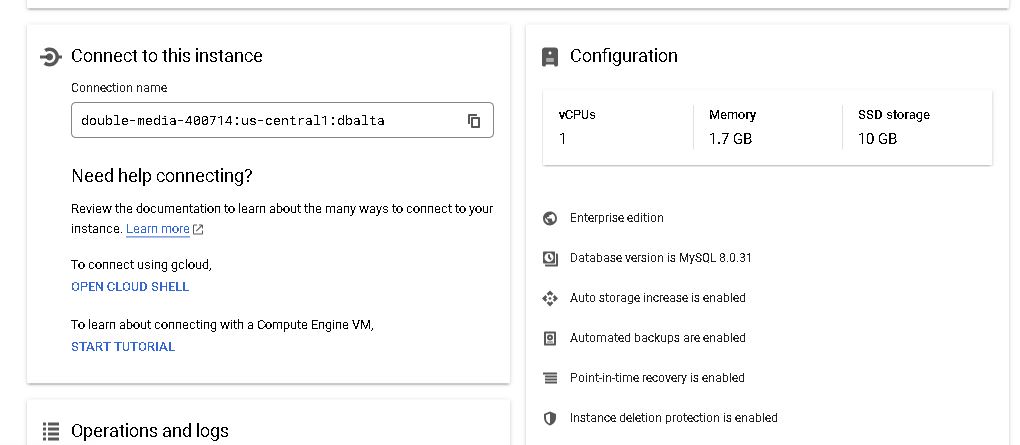 Connect to this instance
Connection name
double-media-400714:us-central1:dbalta
Need help connecting?
Review the documentation to learn about the many ways to connect to your
instance. Learn more
To connect using gcloud,
OPEN CLOUD SHELL
To learn about connecting with a Compute Engine VM,
START TUTORIAL
Operations and logs
Configuration
vCPUs
1
Memory
1.7 GB
SSD storage
10 GB
Enterprise edition
Database version is MySQL 8.0.31
Auto storage increase is enabled
Automated backups are enabled
Point-in-time recovery is enabled
Instance deletion protection is enabled